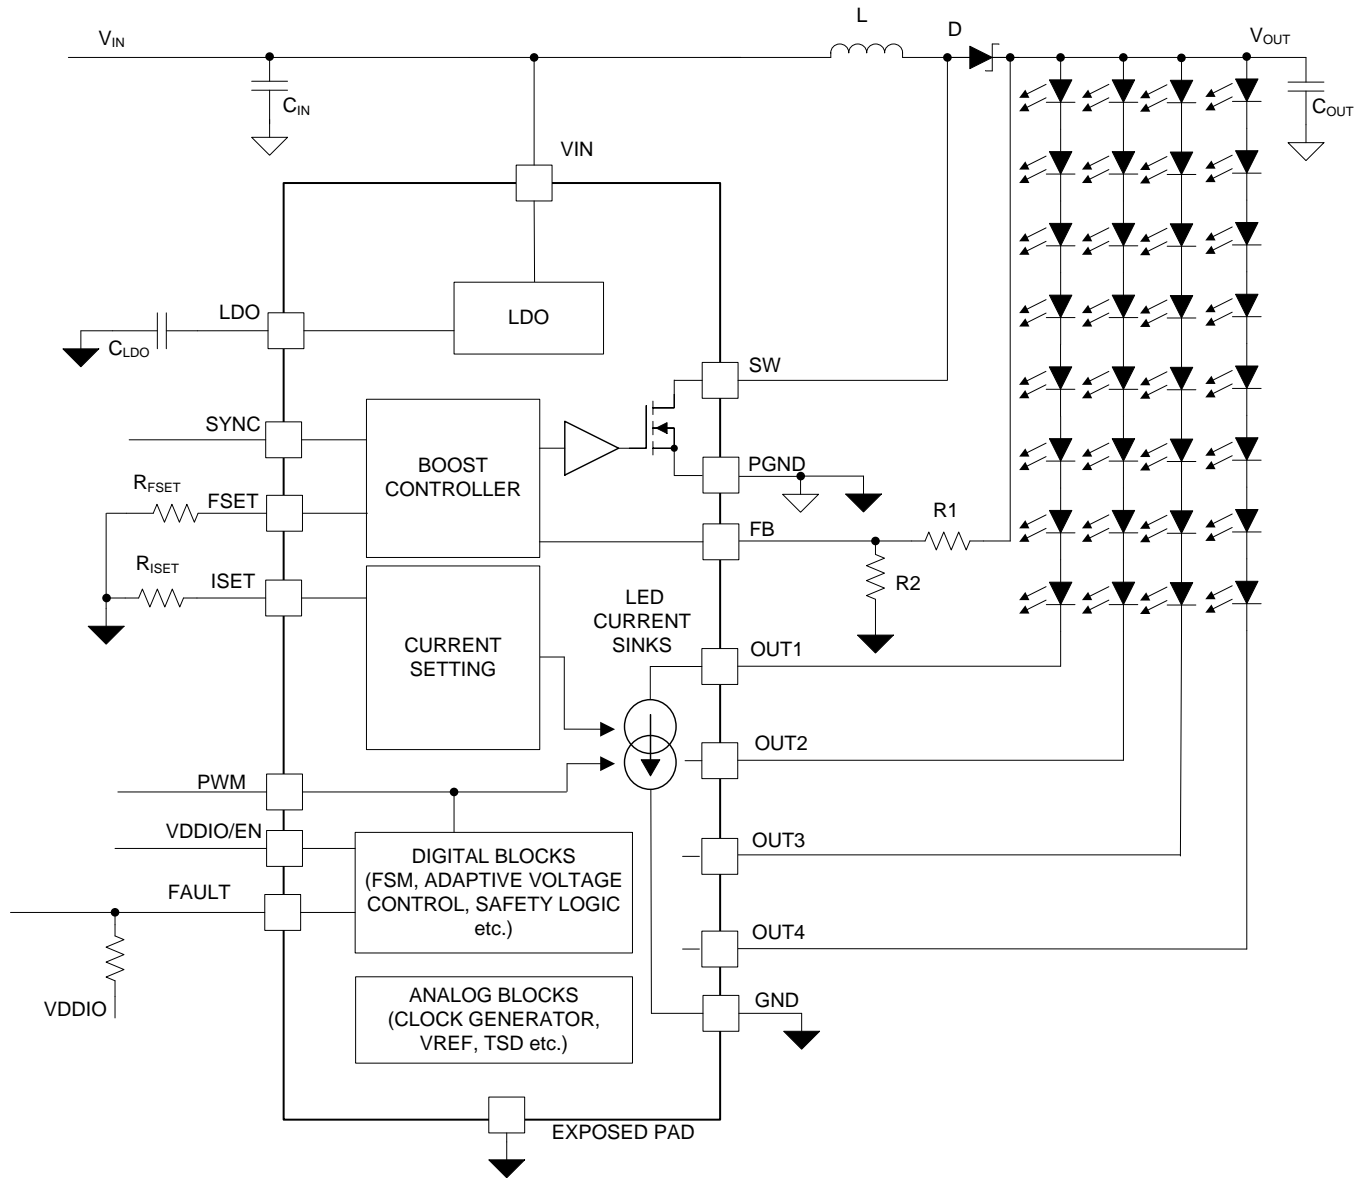 L
D
VIN
VOUT
CIN
COUT
VIN
LDO
LDO
CLDO
SW
SYNC
BOOST
CONTROLLER
PGND
RFSET
FSET
R1
FB
RISET
ISET
R2
LED
CURRENT
SINKS
CURRENT
SETTING
OUT1
OUT2
PWM
VDDIO/EN
DIGITAL BLOCKS
(FSM, ADAPTIVE VOLTAGE
CONTROL, SAFETY LOGIC
etc.)
OUT3
FAULT
OUT4
VDDIO
ANALOG BLOCKS
(CLOCK GENERATOR,
VREF, TSD etc.)
GND
EXPOSED PAD